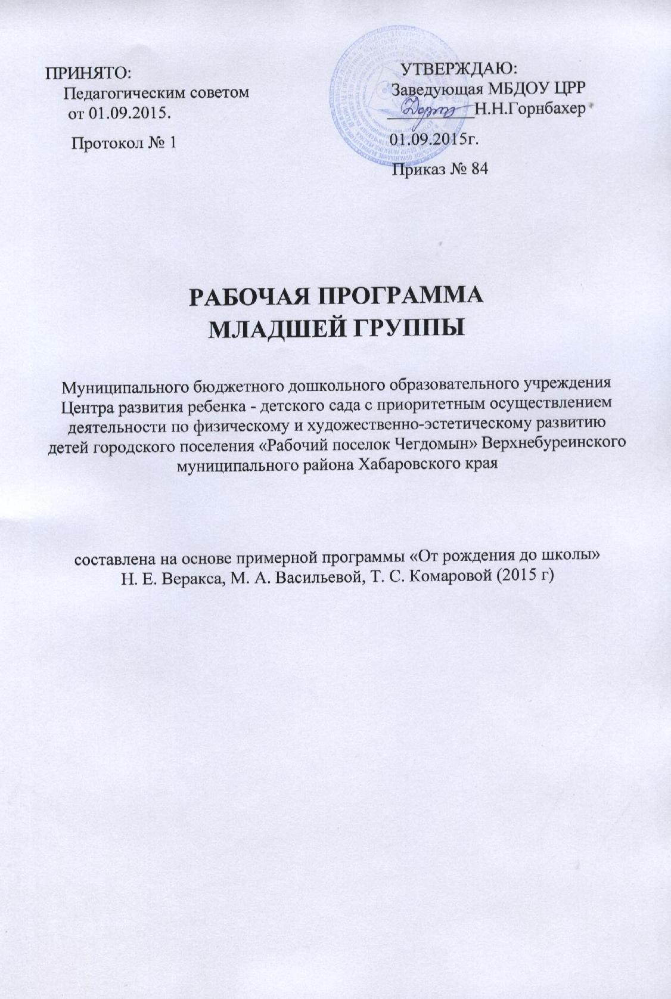 ПРИНЯТО:
Педагогическим советом
от 01.09.2015.
Протокол № 1
УТВЕРЖДАЮ:
Заведующая МБДОУ ЦРР
Н.Н.Горнбахер
01.09.2015г.
Приказ № 84
РАБОЧАЯ ПРОГРАММА
МЛАДШЕЙ ГРУППЫ
Муниципального бюджетного дошкольного образовательного учреждения
Центра развития ребенка - детского сада с приоритетным осуществлением
деятельности по физическому и художественно-эстетическому развитию
детей городского поселения «Рабочий поселок Чегдомын» Верхнебуреинского
муниципального района Хабаровского края
составлена на основе примерной программы «От рождения до школы»
Н. Е. Веракса, М. А. Васильевой, Т. С. Комаровой (2015 г)